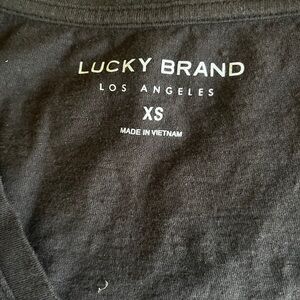 LUCKY BRAND
LOS ANGELES
XS
MADE IN VIETNAM